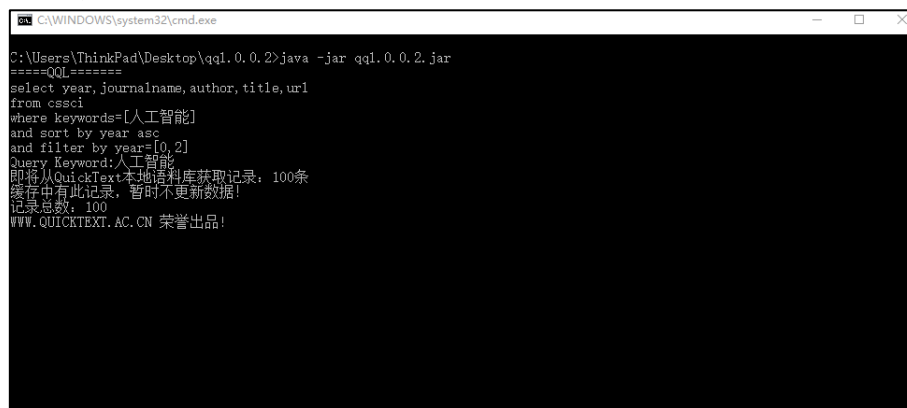 C:\WINDOWS\system32\cmd.exe
C:\Users\ThinkPad\Desktop\qql.0.0.2>java -jar qql.0.0.2.jar
=====QQL=======
select year,journalname,author,title,url
from cssci
where keywords=[人工智能]
and sort by year asc
and filter by year=[0,2]
Query Keyword:人工智能
即将从QuickText本地语料库获取记录：100条
缓存中有此记录，暂时不更新数据!
记录总数：100
WWW.QUICKTEXT.AC.CN 荣誉出品!